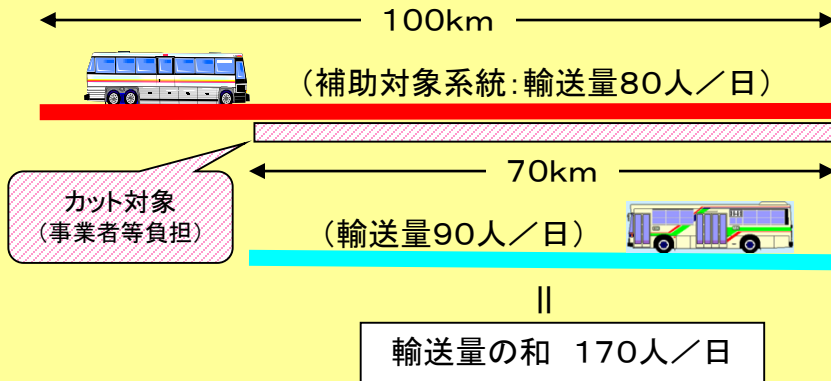 100km
（補助対象系統：輸送量80人／日）
カット対象
（事業者等負担）
70km
（輸送量90人／日）
||
輸送量の和 170人／日